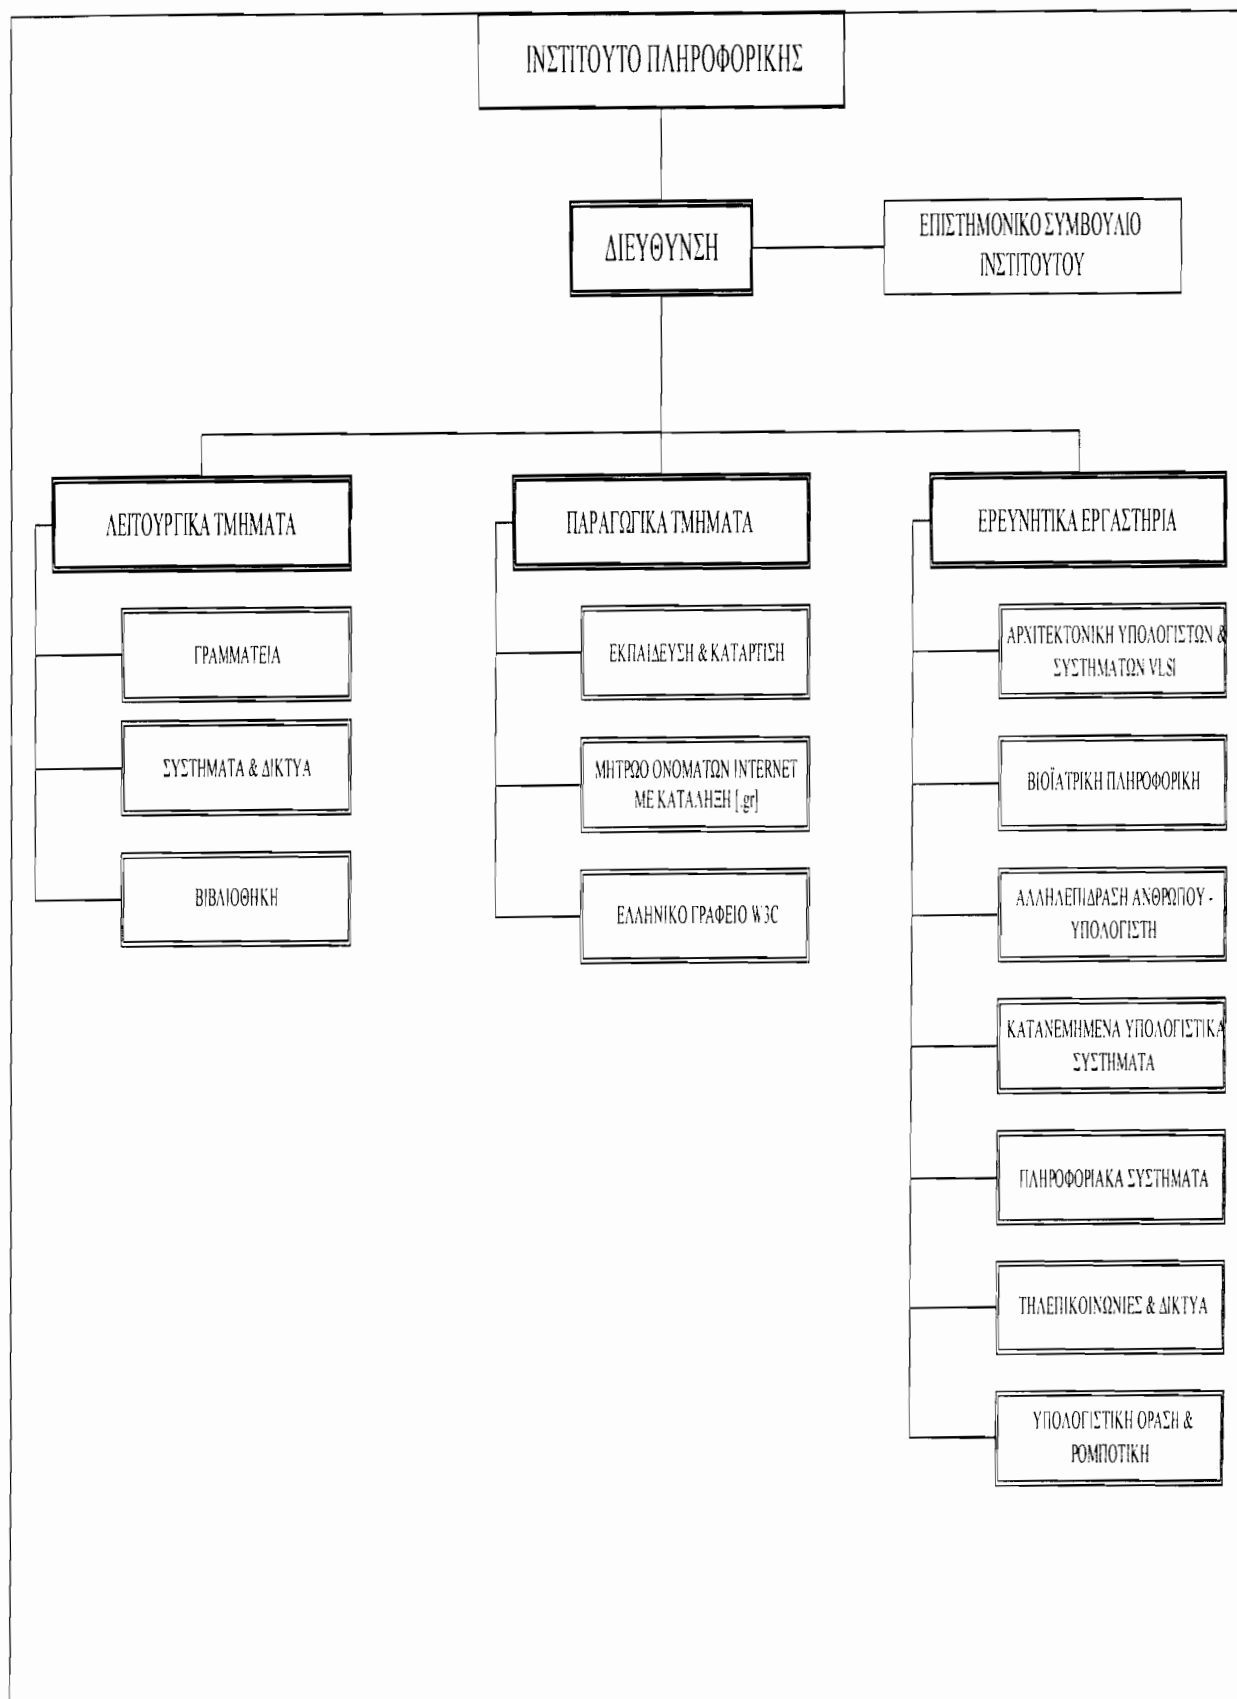 ΙΝΣΤΙΤΟΥΤΟ ΠΛΗΡΟΦΟΡΙΚΗΣ
ΔΙΕΥΘΥΝΣΗ
ΕΠΙΣΤΗΜΟΝΙΚΟ ΣΥΜΒΟΥΛΙΟ
ΙΝΣΤΙΤΟΥΤΟΥ
ΛΕΙΤΟΥΡΓΙΚΑ ΤΜΗΜΑΤΑ
ΓΡΑΜΜΑΤΕΙΑ
ΣΥΣΤΗΜΑΤΑ & ΔΙΚΤΥΑ
ΒΙΒΛΙΟΘΗΚΗ
ΠΑΡΑΓΩΓΙΚΑ ΤΜΗΜΑΤΑ
ΕΚΠΑΙΔΕΥΣΗ & ΚΑΤΑΡΤΙΣΗ
ΜΗΤΡΩΟ ΟΝΟΜΑΤΩΝ INTERNET
ΜΕ ΚΑΤΑΛΗΞΗ [.gr]
ΕΛΛΗΝΙΚΟ ΓΡΑΦΕΙΟ W3C
ΕΡΕΥΝΗΤΙΚΑ ΕΡΓΑΣΤΗΡΙΑ
ΑΡΧΙΤΕΚΤΟΝΙΚΗ ΥΠΟΛΟΓΙΣΤΩΝ &
ΣΥΣΤΗΜΑΤΩΝ VLSI
ΒΙΟΪΑΤΡΙΚΗ ΠΛΗΡΟΦΟΡΙΚΗ
ΑΛΛΗΛΕΠΙΔΡΑΣΗ ΑΝΘΡΩΠΟΥ -
ΥΠΟΛΟΓΙΣΤΗ
ΚΑΤΑΝΕΜΗΜΕΝΑ ΥΠΟΛΟΓΙΣΤΙΚΑ
ΣΥΣΤΗΜΑΤΑ
ΠΛΗΡΟΦΟΡΙΑΚΑ ΣΥΣΤΗΜΑΤΑ
ΤΗΛΕΠΙΚΟΙΝΩΝΙΕΣ & ΔΙΚΤΥΑ
ΥΠΟΛΟΓΙΣΤΙΚΗ ΟΡΑΣΗ &
ΡΟΜΠΟΤΙΚΗ